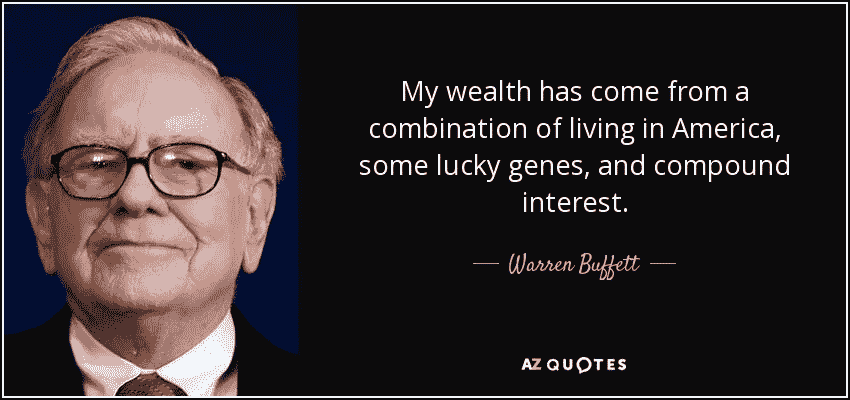 My wealth has come from a
combination of living in America,
some lucky genes, and compound
interest.
Warren Buffett
AZ QUOTES